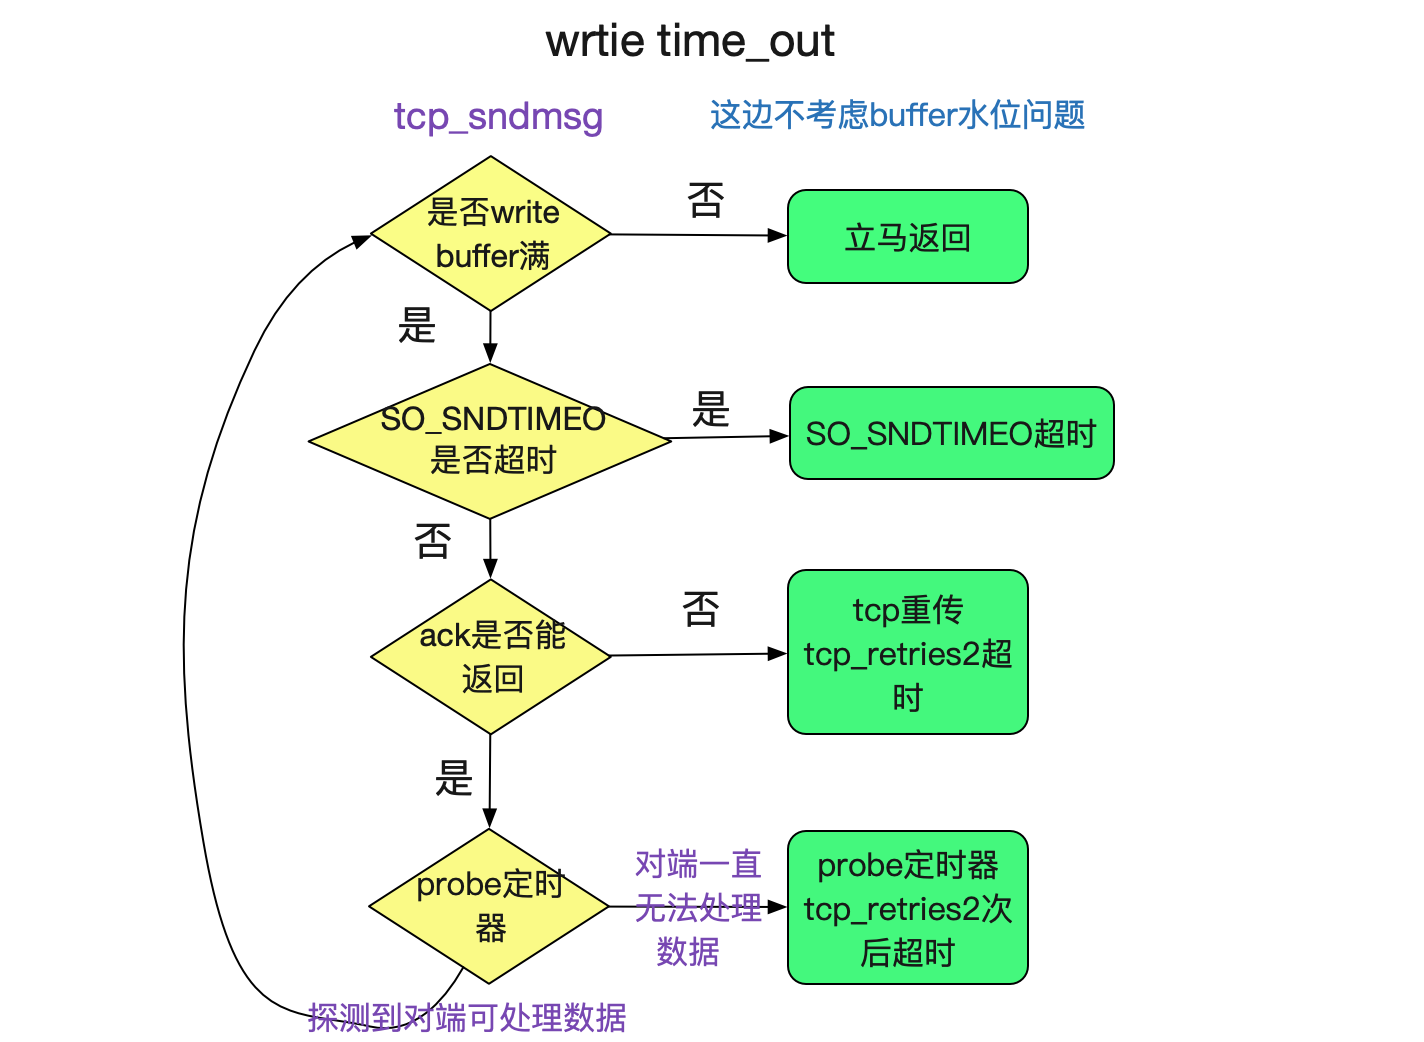 wrtie time_out
tcp_sndmsg
这边不考虑buffer水位问题
是否write
buffer满
否
立马返回
是
SO_SNDTIMEO
是否超时
是
SO_SNDTIMEO超时
否
ack是否能
返回
否
tcp重传
tcp_retries2超
时
是
probe定时
器
对端一直
无法处理
数据
probe定时器
tcp_retries2次
后超时
探测到对端可处理数据